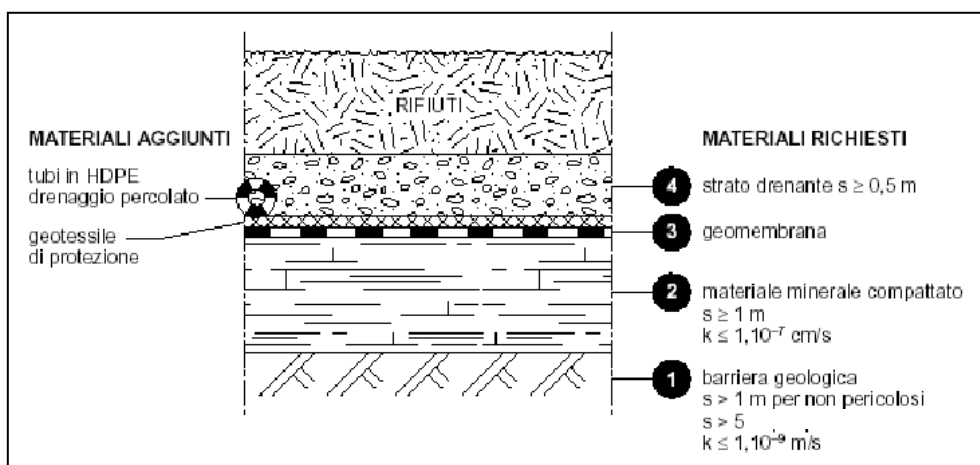 RIFIUTI
MATERIALI AGGIUNTI
tubi in HDPE
drenaggio percolato
geotessile
di protezione
MATERIALI RICHIESTI
4 strato drenante s ≥ 0,5 m
3 geomembrana
2 materiale minerale compattato
s ≥ 1 m
k ≤ 1,10⁻⁷ cm/s
1 barriera geologica
s > 1 m per non pericolosi
s > 5
k ≤ 1,10⁻⁹ m/s